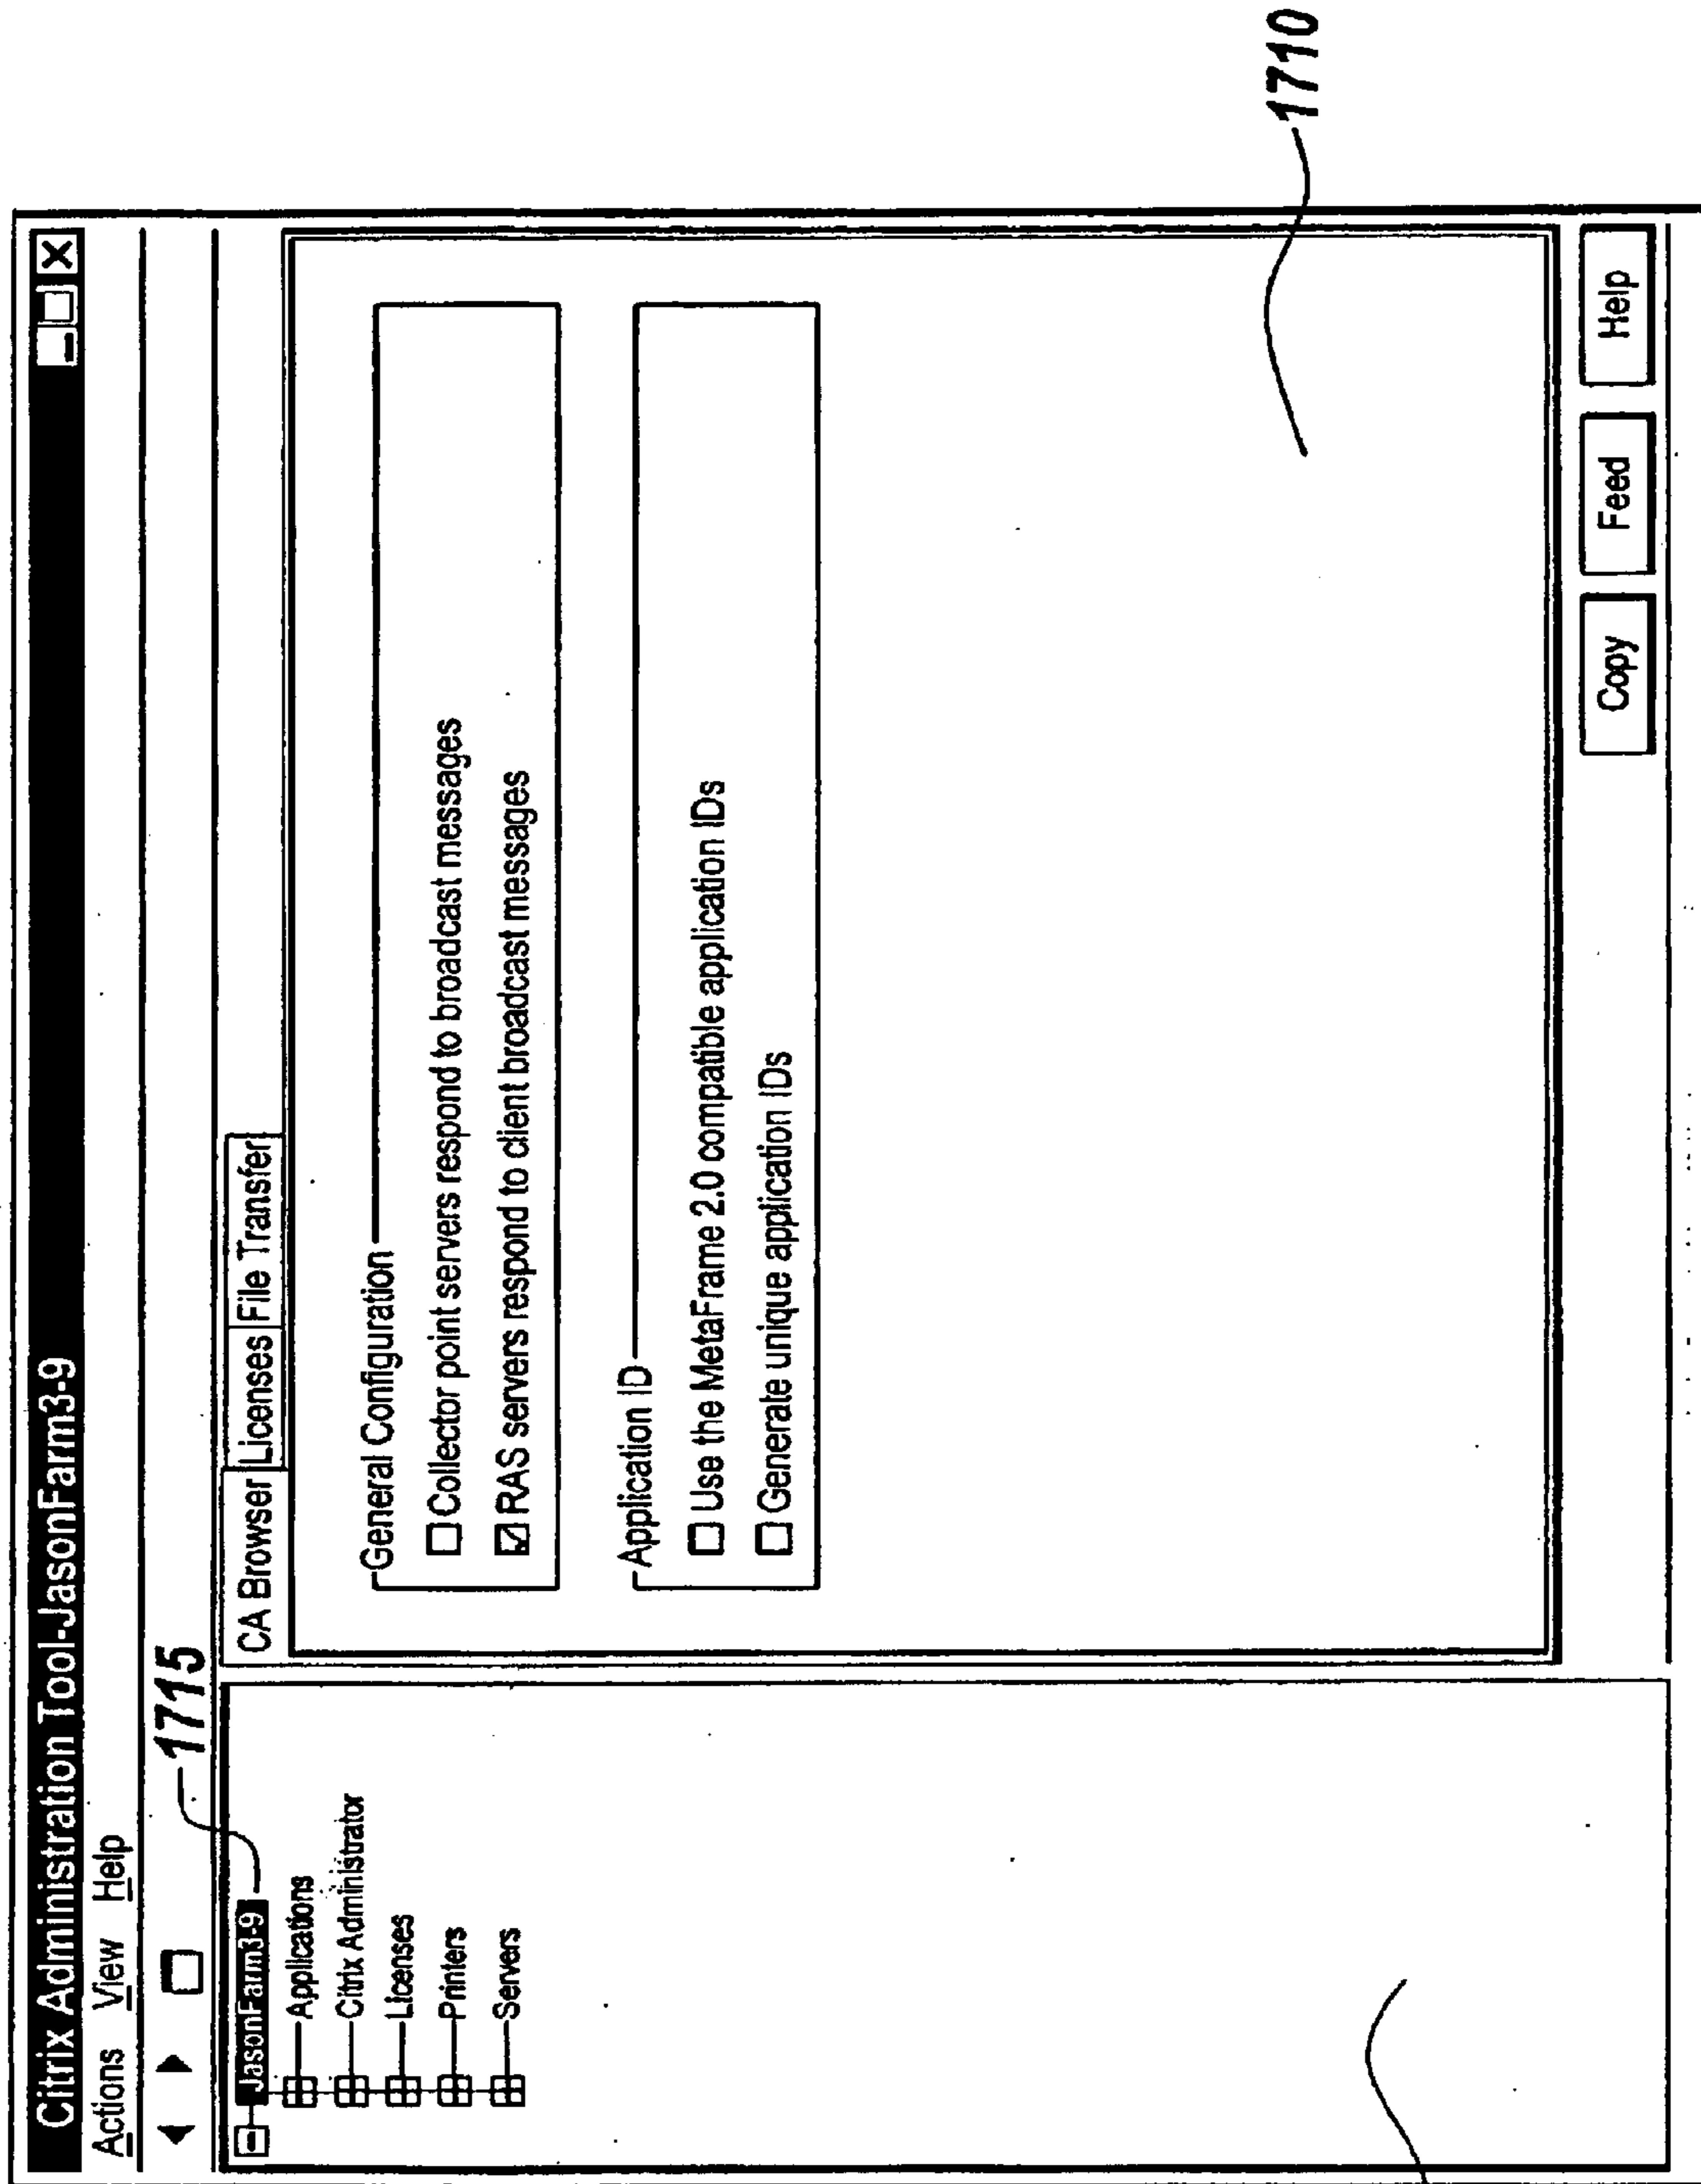 Citrix Administration Tool-JasonFarm3-9
Actions View Help
1715
JasonFarm3-9
Applications
Citrix Administrator
Licenses
Printers
Servers
CA Browser Licenses File Transfer
General Configuration
Collector point servers respond to broadcast messages
RAS servers respond to client broadcast messages
Application ID
Use the MetaFrame 2.0 compatible application IDs
Generate unique application IDs
1710
Copy Feed Help